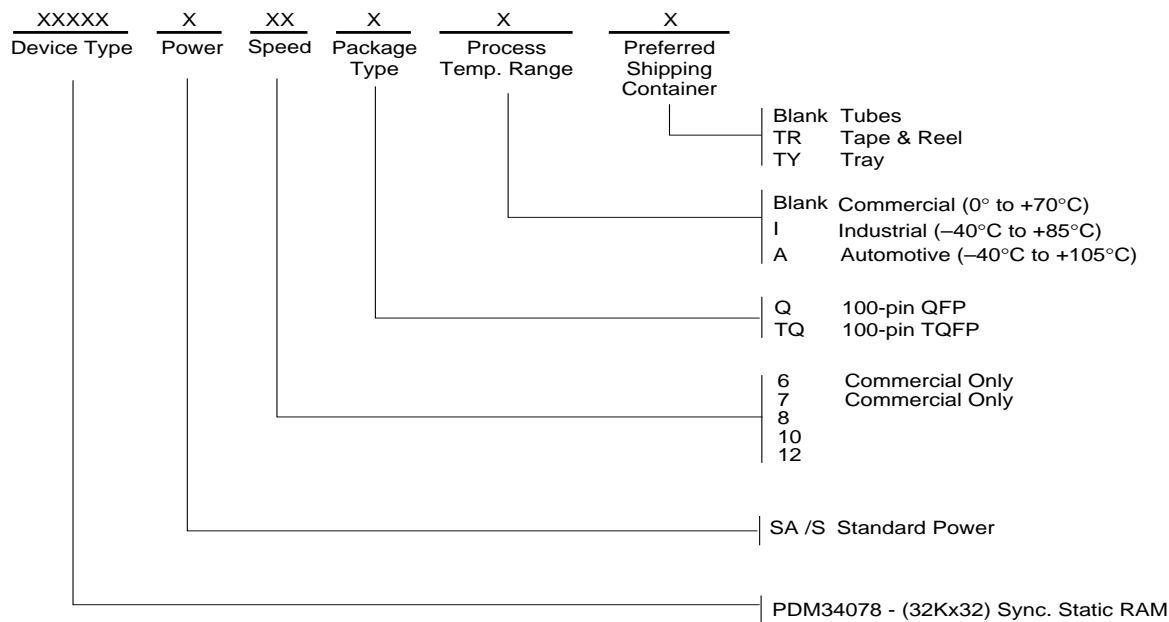 XXXXX X XX X X X
Device Type Power Speed Package Process Preferred
Type Temp. Range Shipping
Container
Blank Tubes
TR Tape & Reel
TY Tray
Blank Commercial (0° to +70°C)
I Industrial (–40°C to +85°C)
A Automotive (–40°C to +105°C)
Q 100-pin QFP
TQ 100-pin TQFP
6 Commercial Only
7 Commercial Only
8
10
12
SA /S Standard Power
PDM34078 - (32Kx32) Sync. Static RAM